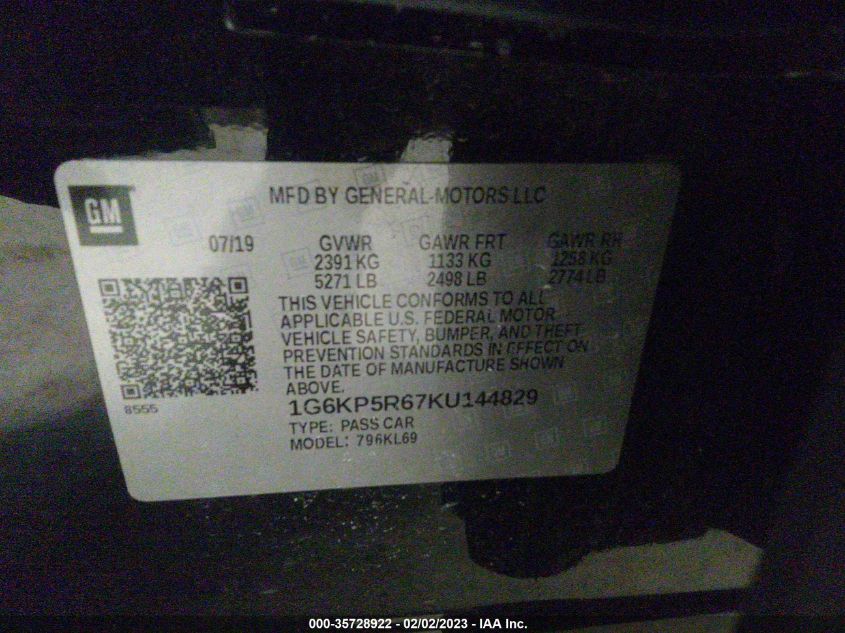 GM
MFD BY GENERAL MOTORS LLC
07/19 GVWR GAWR FRT GAWR RR
2391 KG 1133 KG 1258 KG
5271 LB 2498 LB 2774 LB
THIS VEHICLE CONFORMS TO ALL
APPLICABLE U.S. FEDERAL MOTOR
VEHICLE SAFETY, BUMPER, AND THEFT
PREVENTION STANDARDS IN EFFECT ON
THE DATE OF MANUFACTURE SHOWN
ABOVE.
8555
1G6KP5R67KU144829
TYPE: PASS CAR
MODEL: 796KL69
000-35728922 - 02/02/2023 - IAA Inc.